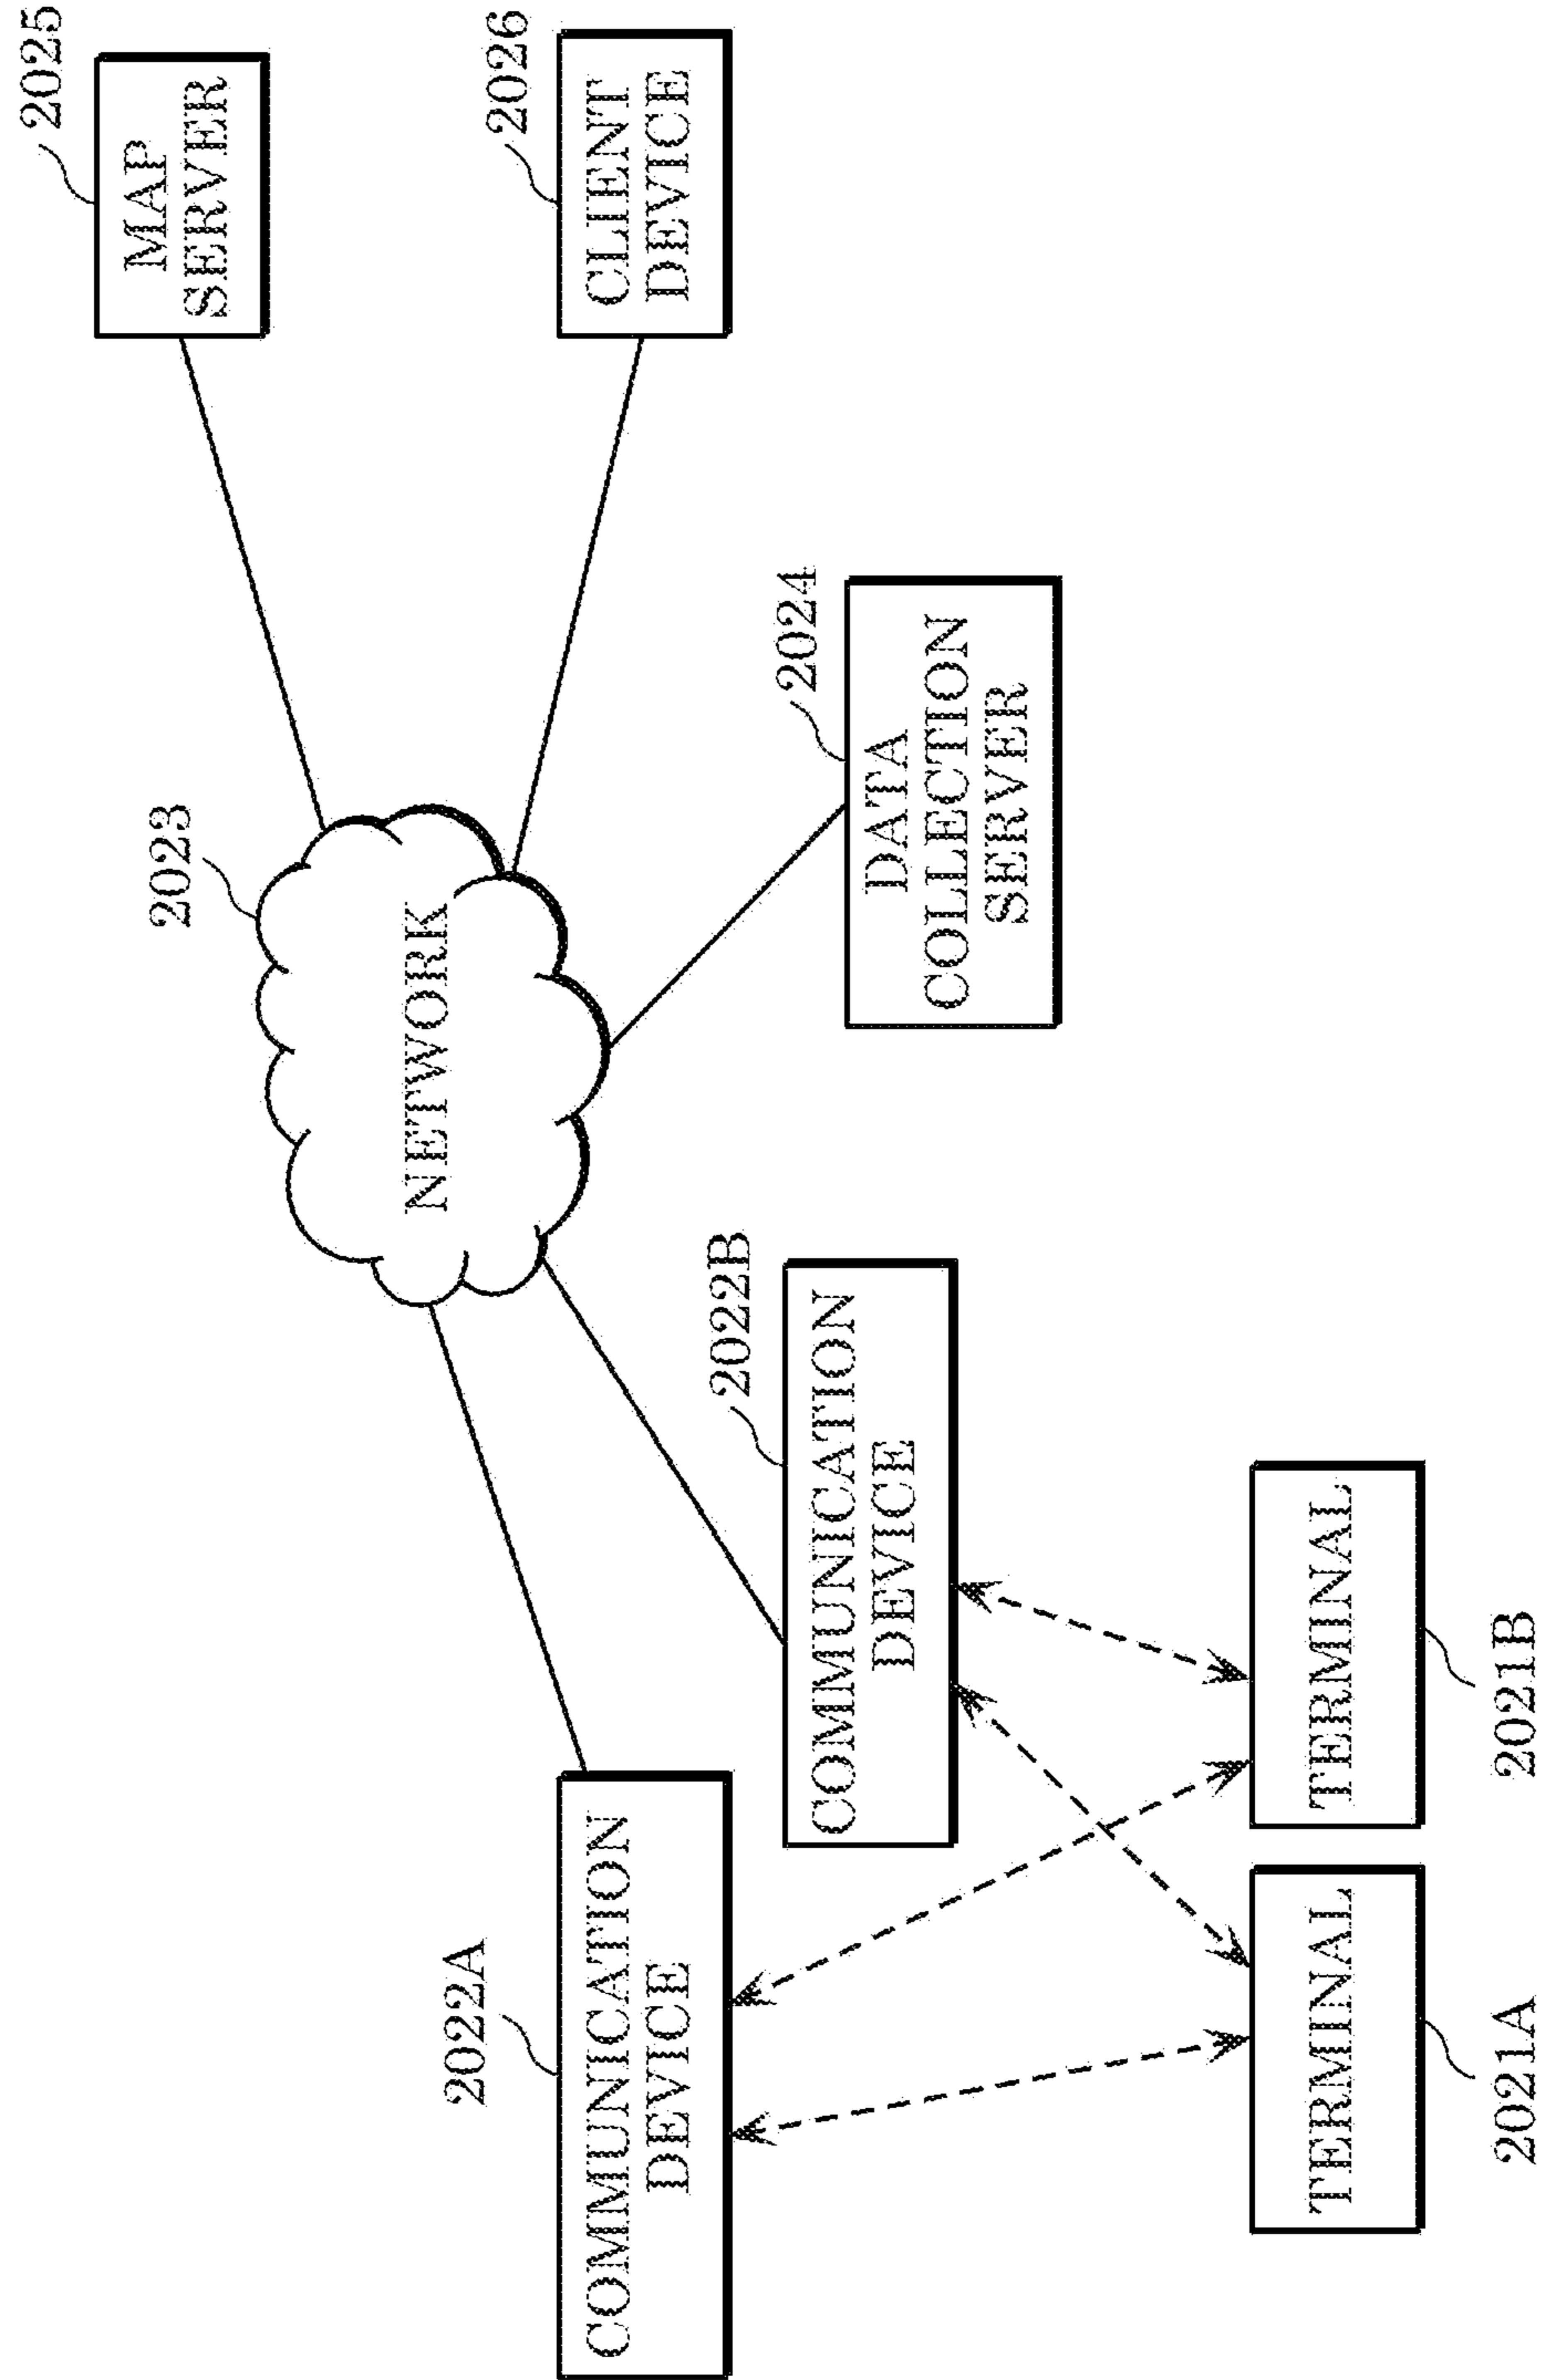 2025
MAP
SERVER
2023
NETWORK
2022A
COMMUNICATION
DEVICE
2026
CLIENT
DEVICE
2022B
COMMUNICATION
DEVICE
2024
DATA
COLLECTION
SERVER
TERMINAL
2021A
TERMINAL
2021B